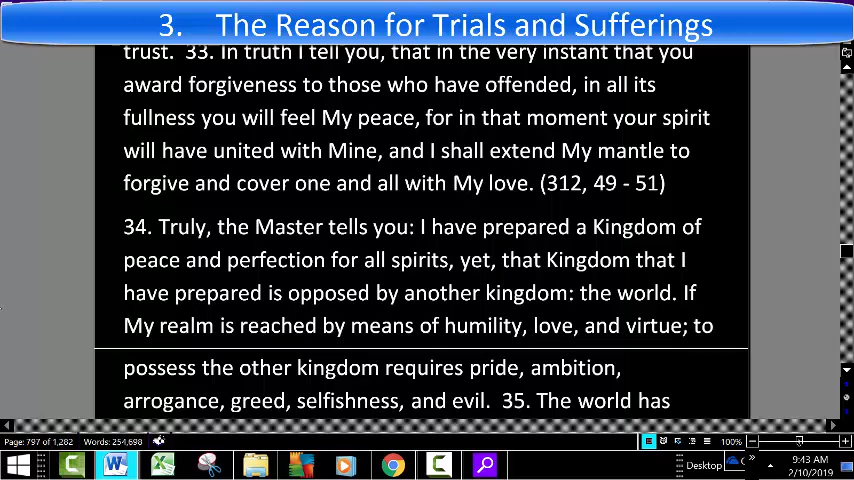 3. The Reason for Trials and Sufferings
trust. 33. In truth I tell you, that in the very instant that you
award forgiveness to those who have offended, in all its
fullness you will feel My peace, for in that moment your spirit
will have united with Mine, and I shall extend My mantle to
forgive and cover one and all with My love. (312, 49 - 51)
34. Truly, the Master tells you: I have prepared a Kingdom of
peace and perfection for all spirits, yet, that Kingdom that I
have prepared is opposed by another kingdom: the world. If
My realm is reached by means of humility, love, and virtue; to
possess the other kingdom requires pride, ambition,
arrogance, greed, selfishness, and evil. 35. The world has
Page: 797 of 1,282 Words: 254,698 100%
Desktop » 9:43 AM
2/10/2019